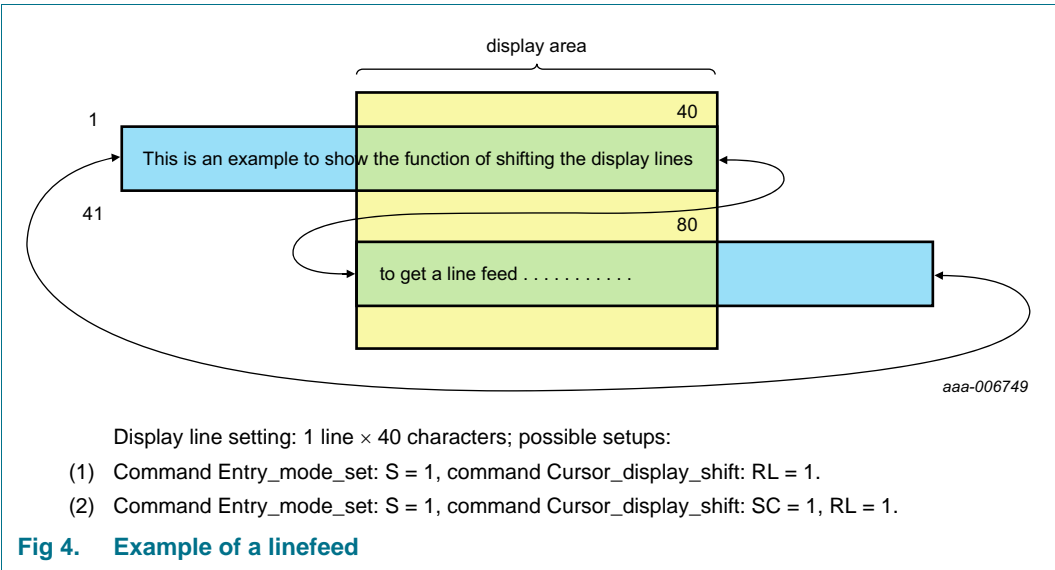 display area
1
40
This is an example to show the function of shifting the display lines
41
80
to get a line feed . . . . . . . . . . .
aaa-006749
Display line setting: 1 line × 40 characters; possible setups:
(1) Command Entry_mode_set: S = 1, command Cursor_display_shift: RL = 1.
(2) Command Entry_mode_set: S = 1, command Cursor_display_shift: SC = 1, RL = 1.
Fig 4. Example of a linefeed